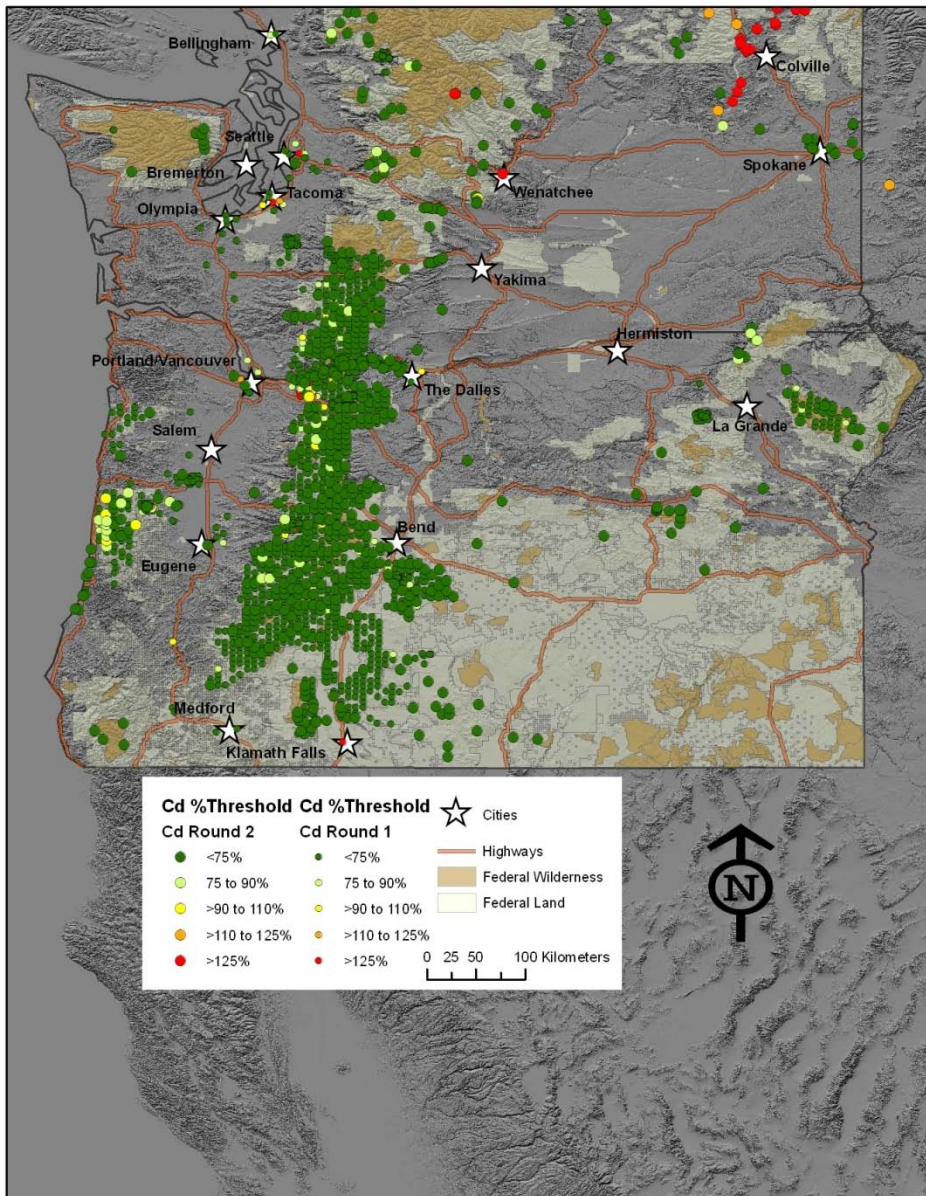 Bellingham
Colville
Seattle
Bremerton
Spokane
Wenatchee
Tacoma
Olympia
Yakima
Hermiston
Portland/Vancouver
The Dalles
La Grande
Salem
Bend
Eugene
Medford
Klamath Falls
Cd %Threshold Cd %Threshold
Cd Round 2 Cd Round 1
<75% <75%
75 to 90% 75 to 90%
>90 to 110% >90 to 110%
>110 to 125% >110 to 125%
>125% >125%
Cities
Highways
Federal Wilderness
Federal Land
0 25 50 100 Kilometers
N